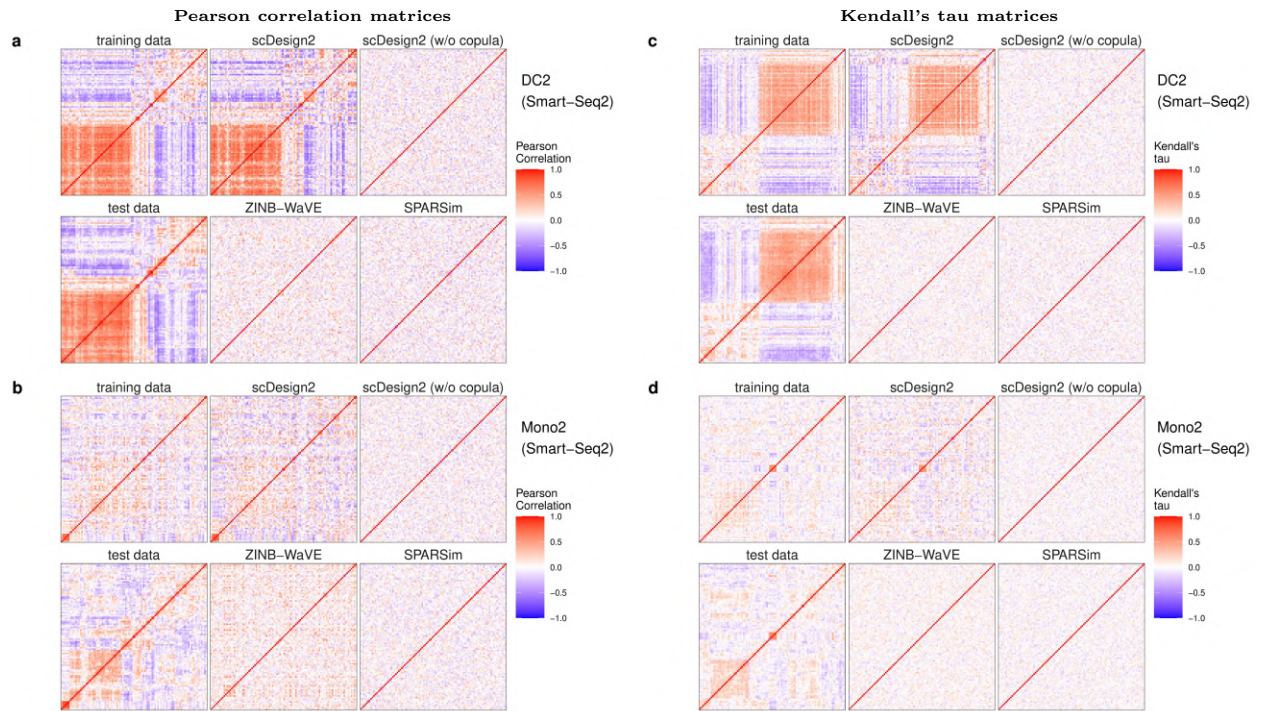 Pearson correlation matrices
Kendall's tau matrices
a
training data
scDesign2
scDesign2 (w/o copula)
DC2
(Smart−Seq2)
Pearson
Correlation
1.0
0.5
0.0
−0.5
−1.0
test data
ZINB−WaVE
SPARSim
c
training data
scDesign2
scDesign2 (w/o copula)
DC2
(Smart−Seq2)
Kendall's
tau
1.0
0.5
0.0
−0.5
−1.0
test data
ZINB−WaVE
SPARSim
b
training data
scDesign2
scDesign2 (w/o copula)
Mono2
(Smart−Seq2)
Pearson
Correlation
1.0
0.5
0.0
−0.5
−1.0
test data
ZINB−WaVE
SPARSim
d
training data
scDesign2
scDesign2 (w/o copula)
Mono2
(Smart−Seq2)
Kendall's
tau
1.0
0.5
0.0
−0.5
−1.0
test data
ZINB−WaVE
SPARSim